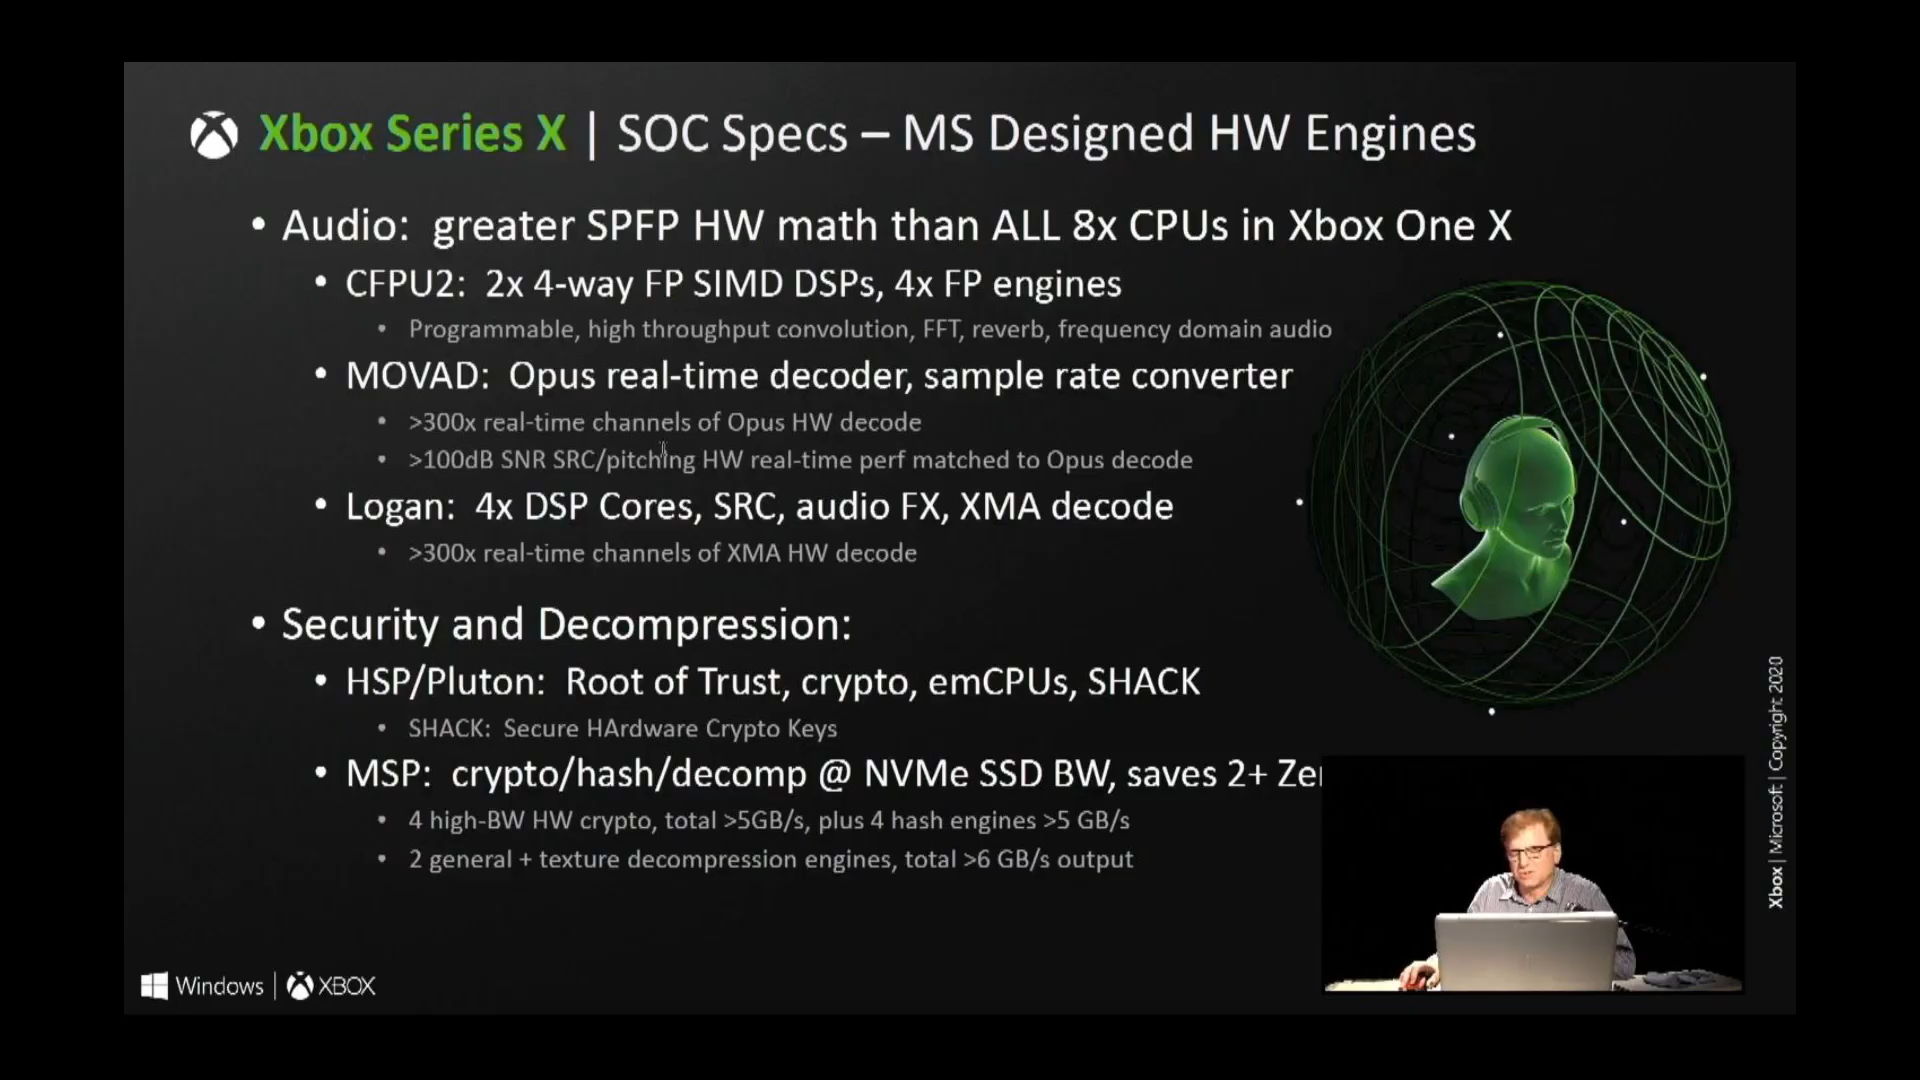 Xbox Series X | SOC Specs – MS Designed HW Engines
• Audio: greater SPFP HW math than ALL 8x CPUs in Xbox One X
• CFPU2: 2x 4-way FP SIMD DSPs, 4x FP engines
• Programmable, high throughput convolution, FFT, reverb, frequency domain audio
• MOVAD: Opus real-time decoder, sample rate converter
• >300x real-time channels of Opus HW decode
• >100dB SNR SRC/pitching HW real-time perf matched to Opus decode
• Logan: 4x DSP Cores, SRC, audio FX, XMA decode
• >300x real-time channels of XMA HW decode
• Security and Decompression:
• HSP/Pluton: Root of Trust, crypto, emCPUs, SHACK
• SHACK: Secure HArdware Crypto Keys
• MSP: crypto/hash/decomp @ NVMe SSD BW, saves 2+
• 4 high-BW HW crypto, total >5GB/s, plus 4 hash engines >5 GB/s
• 2 general + texture decompression engines, total >6 GB/s output
Xbox | Microsoft | Copyright 2020
Windows | XBOX